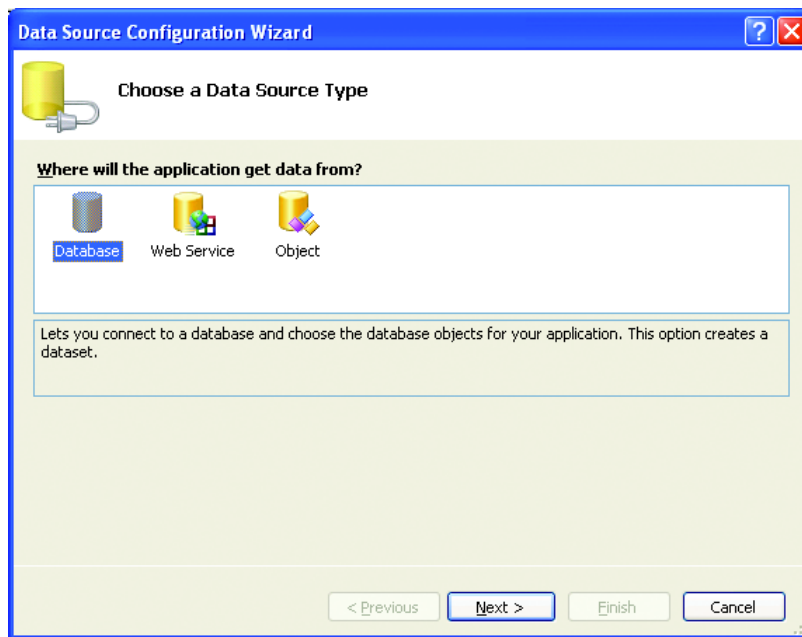 Data Source Configuration Wizard
?
Choose a Data Source Type
Where will the application get data from?
Database
Web Service
Object
Lets you connect to a database and choose the database objects for your application. This option creates a
dataset.
< Previous
Next >
Finish
Cancel